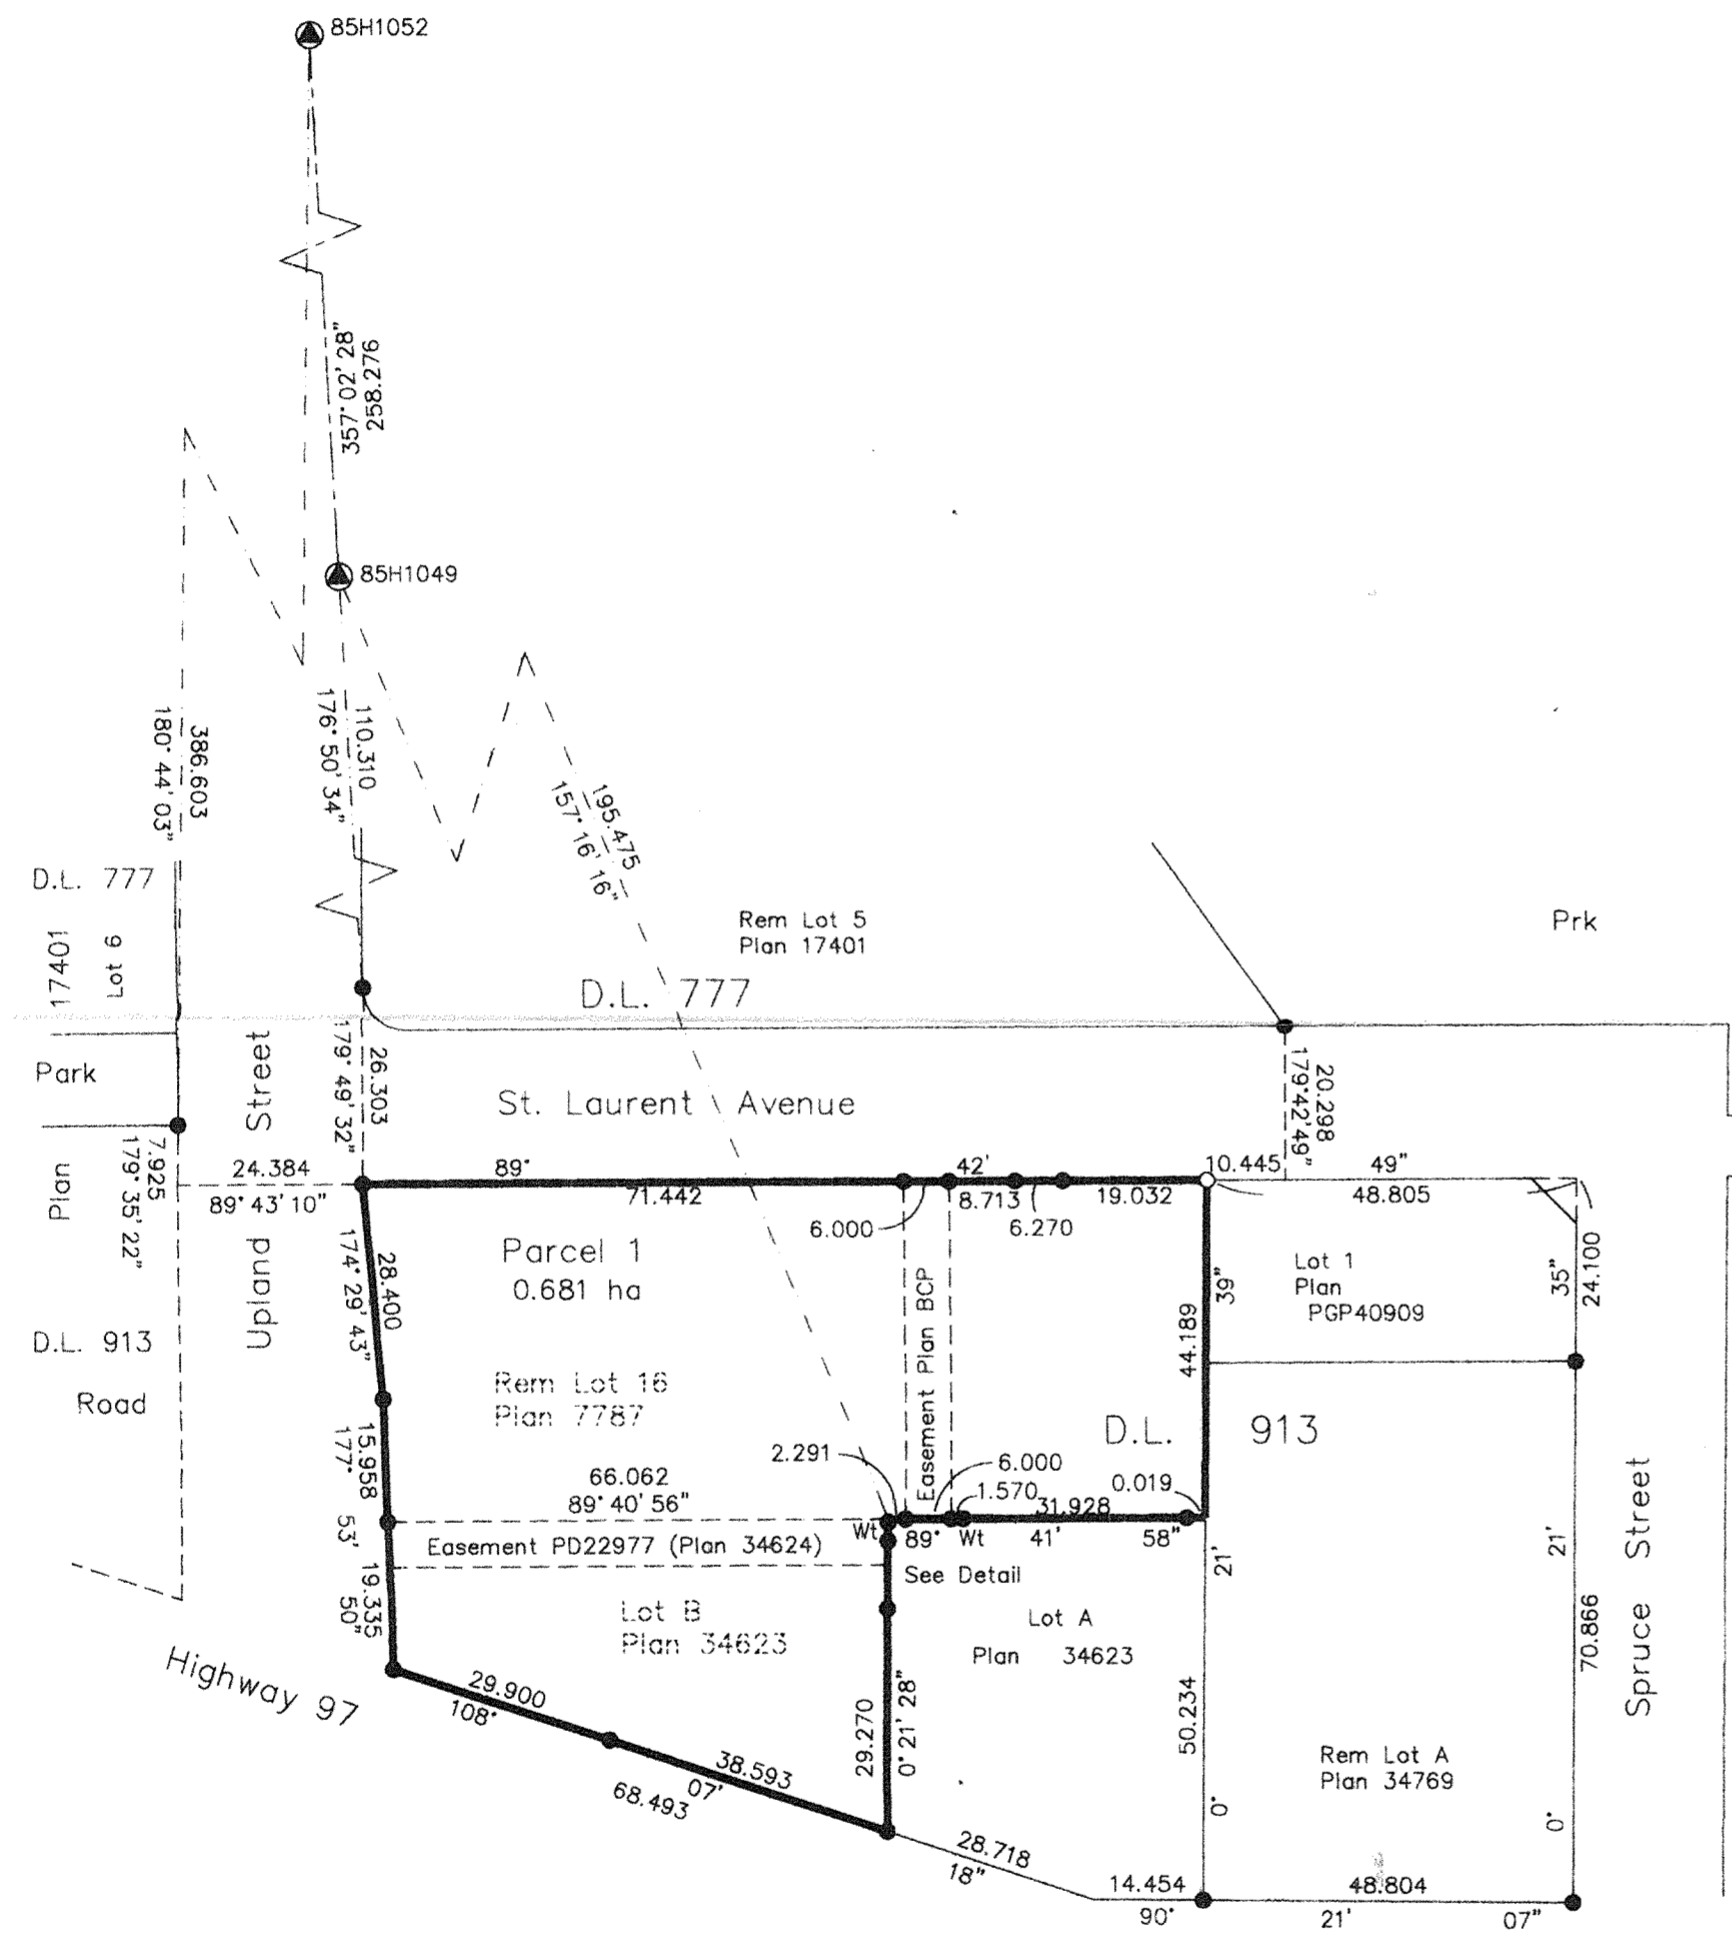 85H1052
357° 02' 28"
258.276
85H1049
386.603
180° 44' 03"
110.310
176° 50' 34"
195.475
157° 16' 16"
D.L. 777
17401
Lot 6
Rem Lot 5
Plan 17401
Prk
D.L. 777
Park
Upland Street
26.303
179° 49' 32"
St. Laurent Avenue
20.298
179°42'49"
7.925
179° 35' 22"
Plan
24.384
89° 43' 10"
89°
42'
10.445
49"
71.442
8.713
19.032
48.805
6.000
6.270
28.400
174° 29' 43"
Parcel 1
0.681 ha
Easement Plan BCP
39"
44.189
Lot 1
Plan
PGP40909
35"
24.100
D.L. 913
Road
Rem Lot 16
Plan 7787
D.L. 913
15.958
177°
53'
2.291
6.000
0.019
66.062
89° 40' 56"
1.570
31.928
Wt
89°
Wt
41'
58"
Easement PD22977 (Plan 34624)
See Detail
21'
21'
Spruce Street
19.335
50"
Lot B
Plan 34623
Lot A
Plan 34623
70.866
Highway 97
29.900
108°
29.270
0° 21' 28"
50.234
38.593
07'
68.493
Rem Lot A
Plan 34769
0°
0°
28.718
18"
14.454
48.804
90°
21'
07"